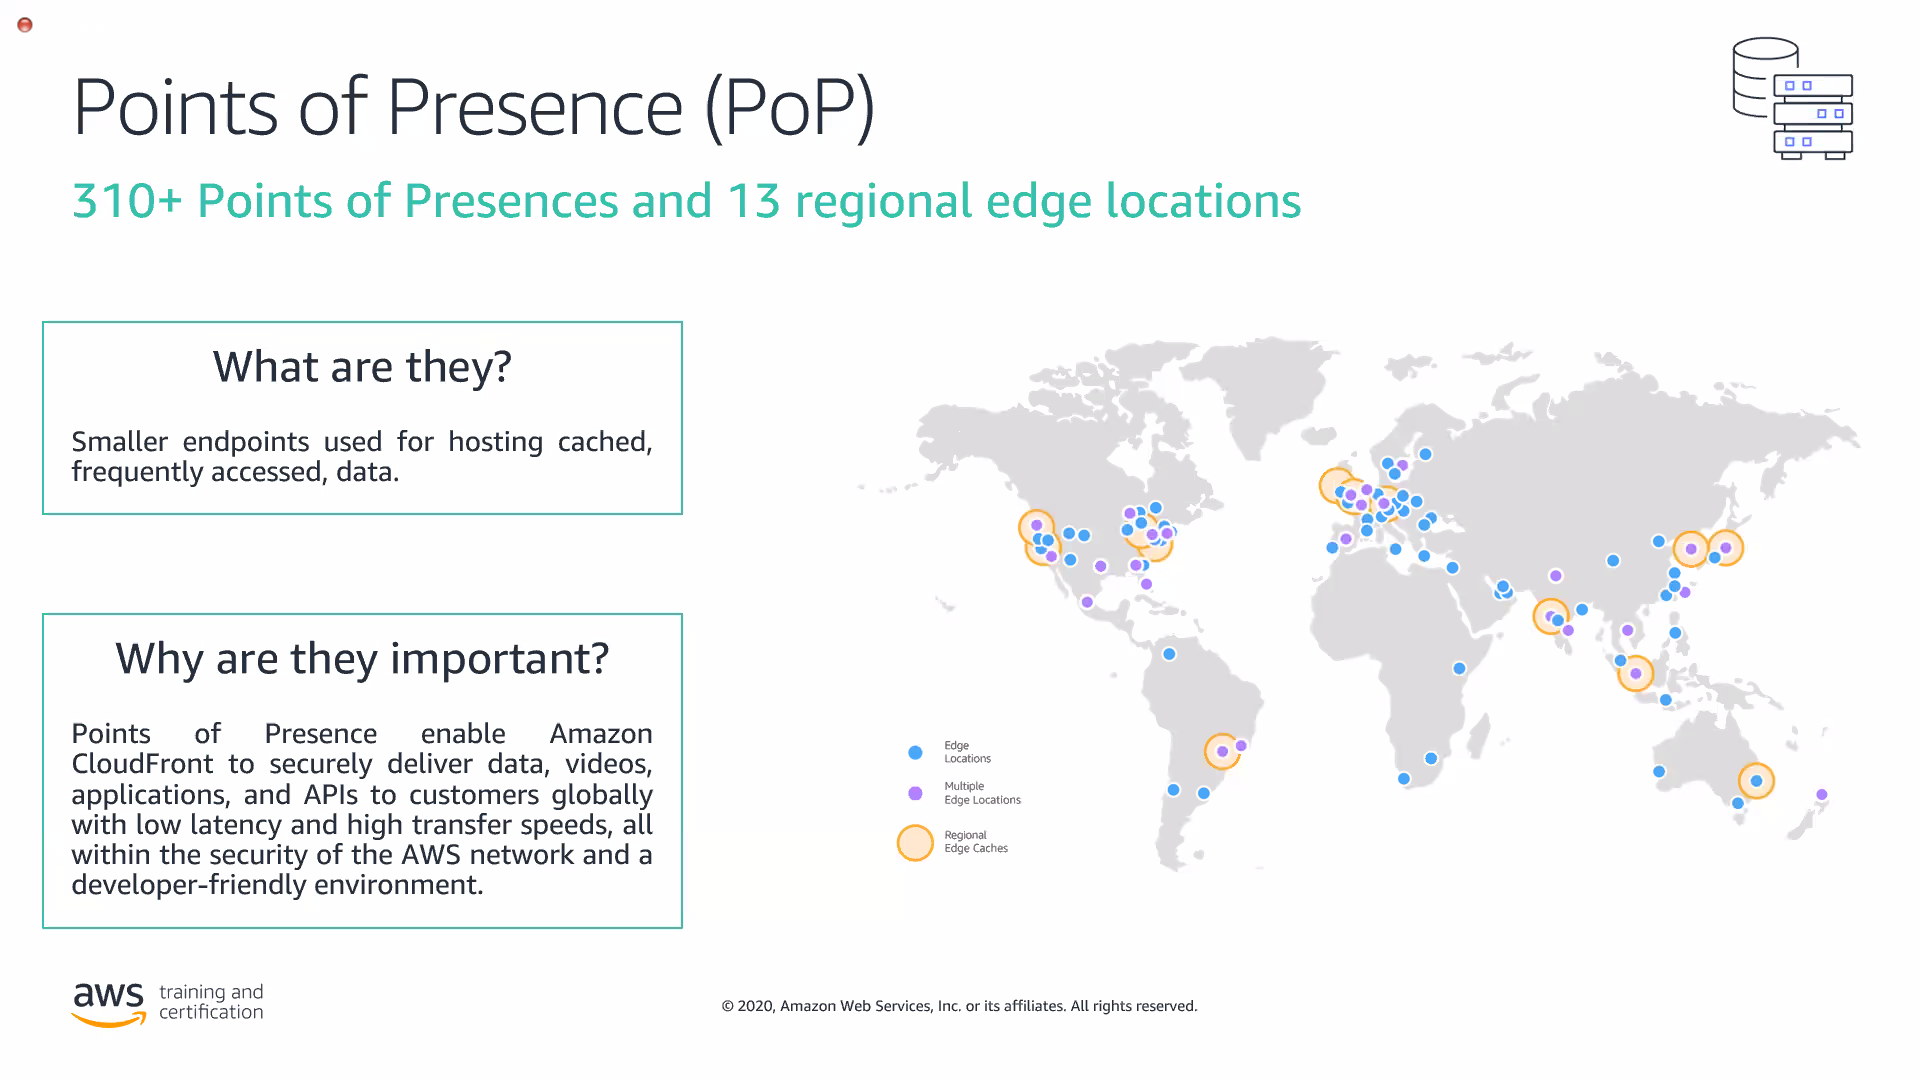 Points of Presence (PoP)
310+ Points of Presences and 13 regional edge locations
What are they?
Smaller endpoints used for hosting cached,
frequently accessed, data.
Why are they important?
Points of Presence enable Amazon
CloudFront to securely deliver data, videos,
applications, and APIs to customers globally
with low latency and high transfer speeds, all
within the security of the AWS network and a
developer-friendly environment.
Edge
Locations
Multiple
Edge Locations
Regional
Edge Caches
aws training and
certification
© 2020, Amazon Web Services, Inc. or its affiliates. All rights reserved.